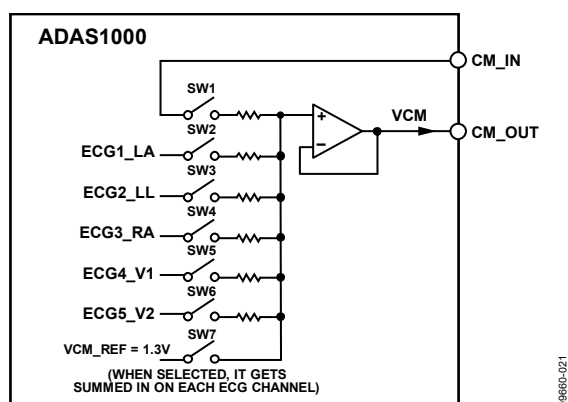 ADAS1000
CM_IN
SW1
VCM
CM_OUT
SW2
ECG1_LA
SW3
ECG2_LL
SW4
ECG3_RA
SW5
ECG4_V1
SW6
ECG5_V2
SW7
VCM_REF = 1.3V
(WHEN SELECTED, IT GETS
SUMMED IN ON EACH ECG CHANNEL)
+
–
09660-021